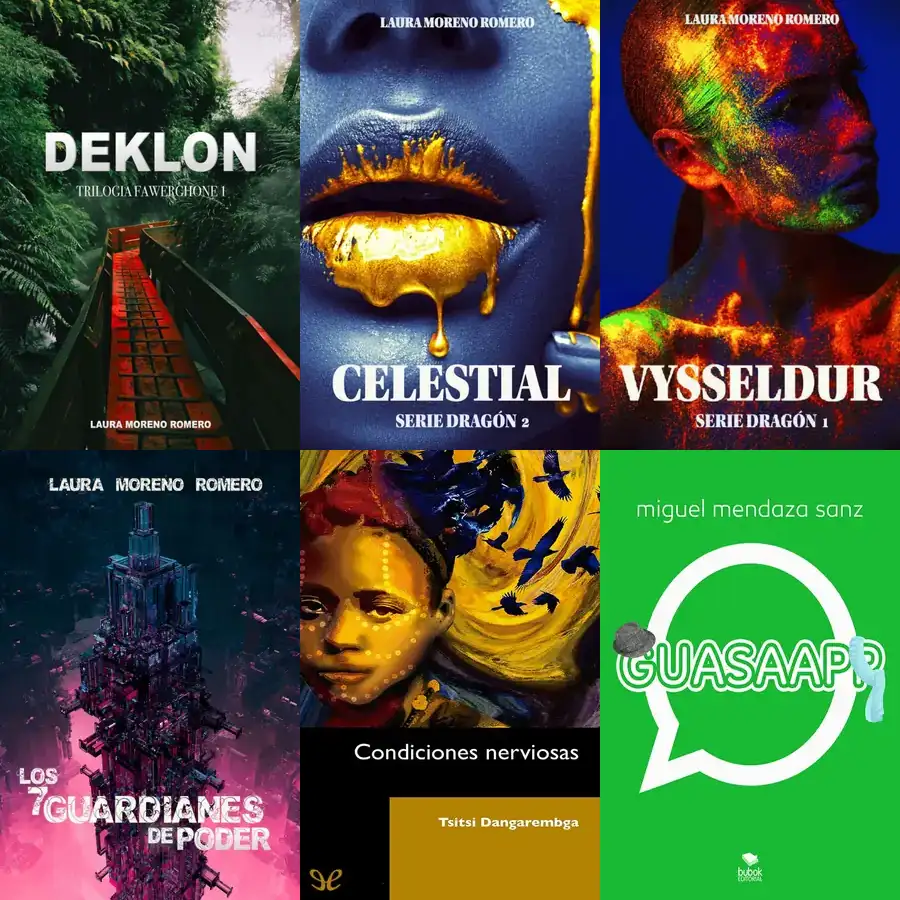 DEKLON
TRILOGIA FAWERGHONE 1
LAURA MORENO ROMERO
LAURA MORENO ROMERO
CELESTIAL
SERIE DRAGÓN 2
LAURA MORENO ROMERO
VYSSELDUR
SERIE DRAGÓN 1
LAURA MORENO ROMERO
LOS
7 GUARDIANES
DE PODER
Condiciones nerviosas
Tsitsi Dangarembga
miguel mendaza sanz
GUASAAPP
bubok
EDITORIAL